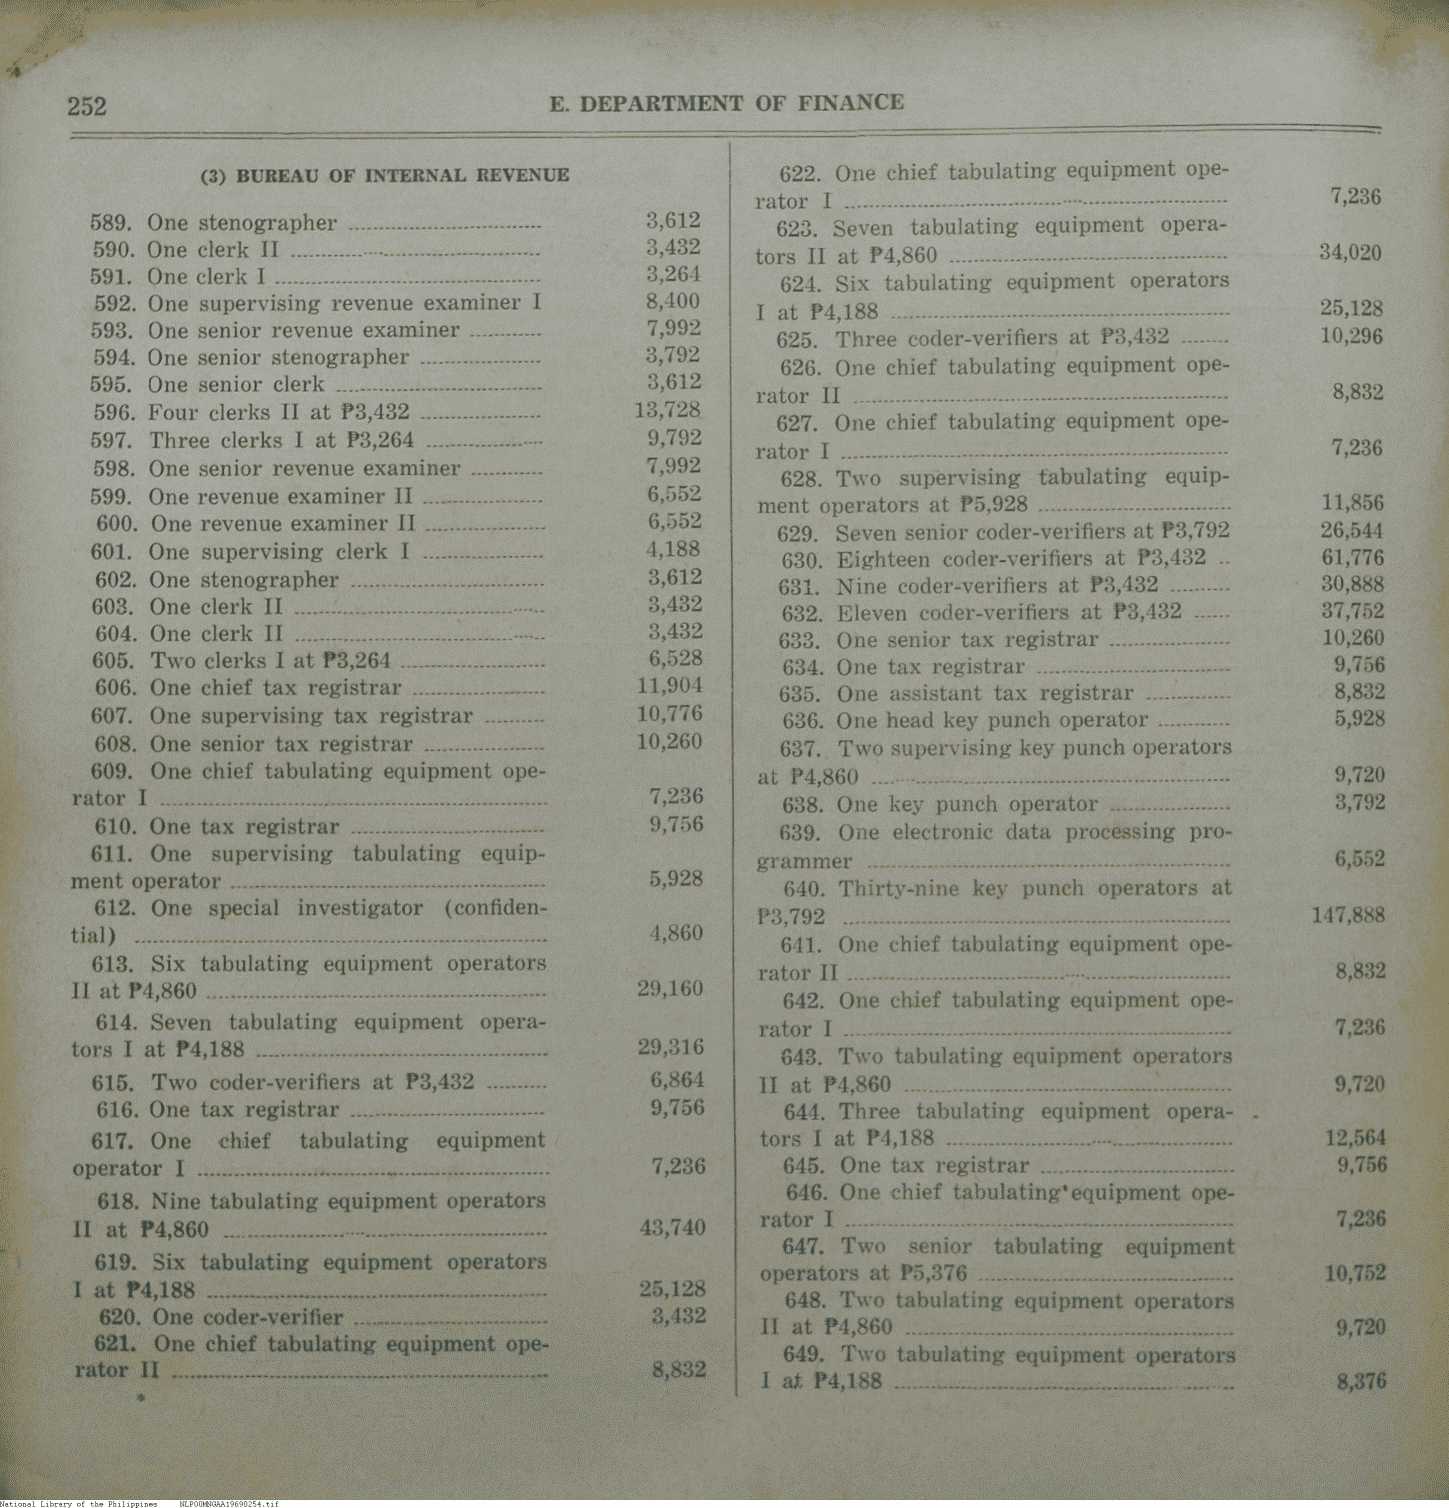 252
E. DEPARTMENT OF FINANCE
(3) BUREAU OF INTERNAL REVENUE
589. One stenographer 3,612
590. One clerk II 3,432
591. One clerk I 3,264
592. One supervising revenue examiner I 8,400
593. One senior revenue examiner 7,992
594. One senior stenographer 3,792
595. One senior clerk 3,612
596. Four clerks II at ₱3,432 13,728
597. Three clerks I at ₱3,264 9,792
598. One senior revenue examiner 7,992
599. One revenue examiner II 6,552
600. One revenue examiner II 6,552
601. One supervising clerk I 4,188
602. One stenographer 3,612
603. One clerk II 3,432
604. One clerk II 3,432
605. Two clerks I at ₱3,264 6,528
606. One chief tax registrar 11,904
607. One supervising tax registrar 10,776
608. One senior tax registrar 10,260
609. One chief tabulating equipment ope-
rator I 7,236
610. One tax registrar 9,756
611. One supervising tabulating equip-
ment operator 5,928
612. One special investigator (confiden-
tial) 4,860
613. Six tabulating equipment operators
II at ₱4,860 29,160
614. Seven tabulating equipment opera-
tors I at ₱4,188 29,316
615. Two coder-verifiers at ₱3,432 6,864
616. One tax registrar 9,756
617. One chief tabulating equipment
operator I 7,236
618. Nine tabulating equipment operators
II at ₱4,860 43,740
619. Six tabulating equipment operators
I at ₱4,188 25,128
620. One coder-verifier 3,432
621. One chief tabulating equipment ope-
rator II 8,832
622. One chief tabulating equipment ope-
rator I 7,236
623. Seven tabulating equipment opera-
tors II at ₱4,860 34,020
624. Six tabulating equipment operators
I at ₱4,188 25,128
625. Three coder-verifiers at ₱3,432 10,296
626. One chief tabulating equipment ope-
rator II 8,832
627. One chief tabulating equipment ope-
rator I 7,236
628. Two supervising tabulating equip-
ment operators at ₱5,928 11,856
629. Seven senior coder-verifiers at ₱3,792 26,544
630. Eighteen coder-verifiers at ₱3,432 61,776
631. Nine coder-verifiers at ₱3,432 30,888
632. Eleven coder-verifiers at ₱3,432 37,752
633. One senior tax registrar 10,260
634. One tax registrar 9,756
635. One assistant tax registrar 8,832
636. One head key punch operator 5,928
637. Two supervising key punch operators
at ₱4,860 9,720
638. One key punch operator 3,792
639. One electronic data processing pro-
grammer 6,552
640. Thirty-nine key punch operators at
₱3,792 147,888
641. One chief tabulating equipment ope-
rator II 8,832
642. One chief tabulating equipment ope-
rator I 7,236
643. Two tabulating equipment operators
II at ₱4,860 9,720
644. Three tabulating equipment opera-
tors I at ₱4,188 12,564
645. One tax registrar 9,756
646. One chief tabulating equipment ope-
rator I 7,236
647. Two senior tabulating equipment
operators at ₱5,376 10,752
648. Two tabulating equipment operators
II at ₱4,860 9,720
649. Two tabulating equipment operators
I at ₱4,188 8,376
National Library of the Philippines NLPOOMNGAA19690254.tif